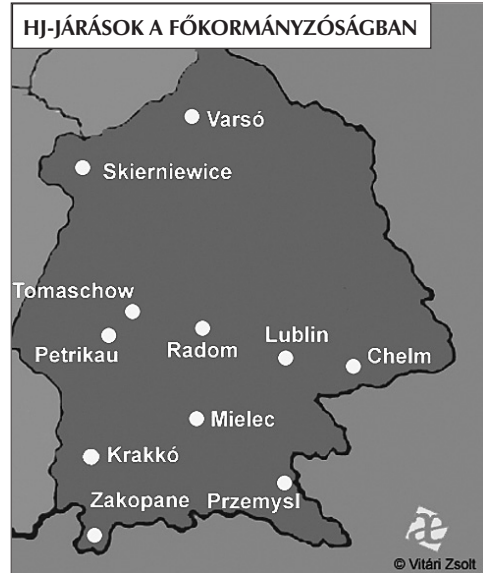 HJ-JÁRÁSOK A FŐKORMÁNYZÓSÁGBAN
Varsó
Skierniewice
Tomaschow
Petrikau
Radom
Lublin
Chelm
Mielec
Krakkó
Zakopane
Przemysl
© Vitári Zsolt